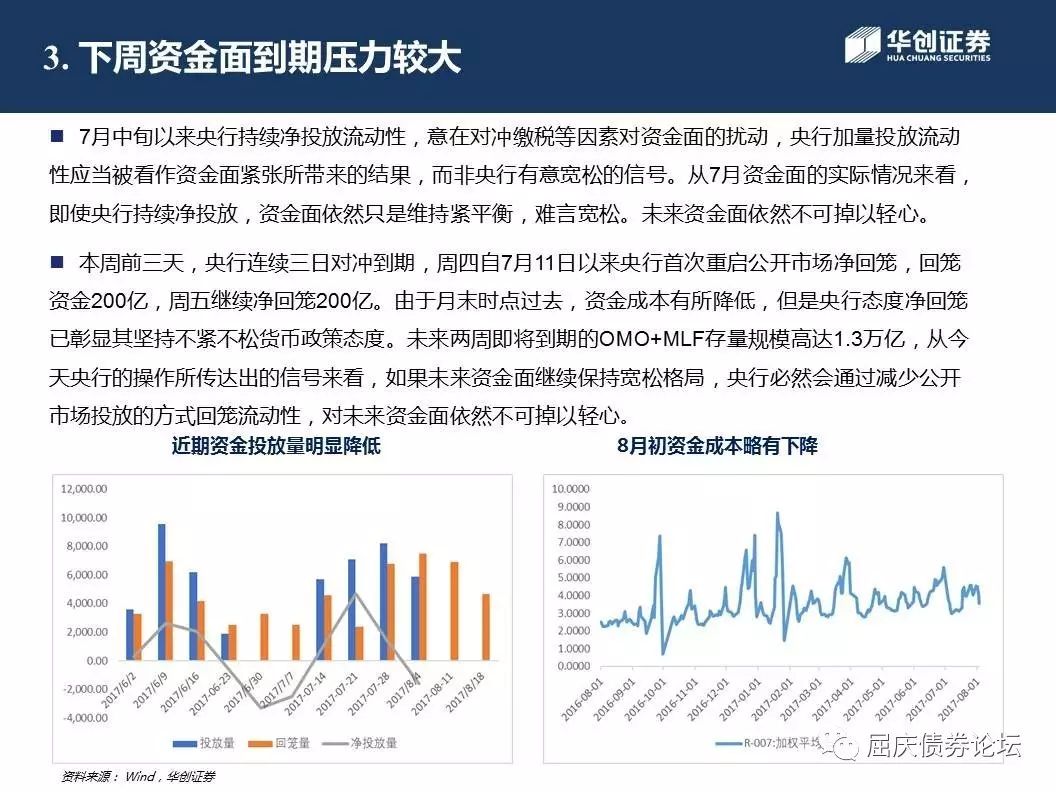 3. 下周资金面到期压力较大
华创证券
HUA CHUANG SECURITIES
■ 7月中旬以来央行持续净投放流动性，意在对冲缴税等因素对资金面的扰动，央行加量投放流动
性应当被看作资金面紧张所带来的结果，而非央行有意宽松的信号。从7月资金面的实际情况来看，
即使央行持续净投放，资金面依然只是维持紧平衡，难言宽松。未来资金面依然不可掉以轻心。
■ 本周前三天，央行连续三日对冲到期，周四自7月11日以来央行首次重启公开市场净回笼，回笼
资金200亿，周五继续净回笼200亿。由于月末时点过去，资金成本有所降低，但是央行态度净回笼
已彰显其坚持不紧不松货币政策态度。未来两周即将到期的OMO+MLF存量规模高达1.3万亿，从今
天央行的操作所传达出的信号来看，如果未来资金面继续保持宽松格局，央行必然会通过减少公开
市场投放的方式回笼流动性，对未来资金面依然不可掉以轻心。
近期资金投放量明显降低
12,000.00
10,000.00
8,000.00
6,000.00
4,000.00
2,000.00
0.00
-2,000.00
-4,000.00
2017/6/2
2017/6/9
2017/6/16
2017-06-23
2017/6/30
2017/7/7
2017-07-14
2017-07-21
2017-07-28
2017/8/4
2017-08-11
2017/8/18
投放量
回笼量
净投放量
8月初资金成本略有下降
10.0000
9.0000
8.0000
7.0000
6.0000
5.0000
4.0000
3.0000
2.0000
1.0000
0.0000
2016-08-01
2016-09-01
2016-10-01
2016-11-01
2016-12-01
2017-01-01
2017-02-01
2017-03-01
2017-04-01
2017-05-01
2017-06-01
2017-07-01
2017-08-01
R-007:加权平均
屈庆债券论坛
资料来源： Wind，华创证券